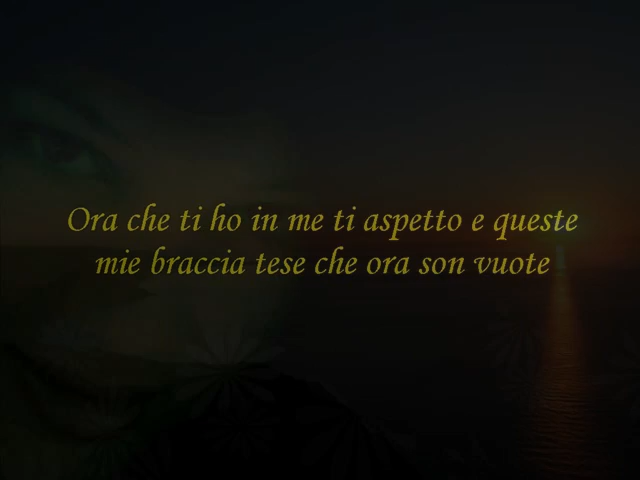 Ora che ti ho in me ti aspetto e queste
mie braccia tese che ora son vuote